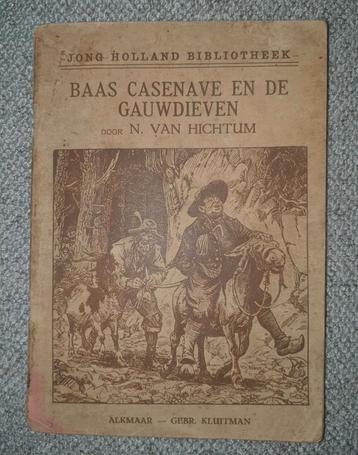 JONG HOLLAND BIBLIOTHEEK
BAAS CASENAVE EN DE
GAUWDIEVEN
DOOR N. VAN HICHTUM
ALKMAAR — GEBR. KLUITMAN